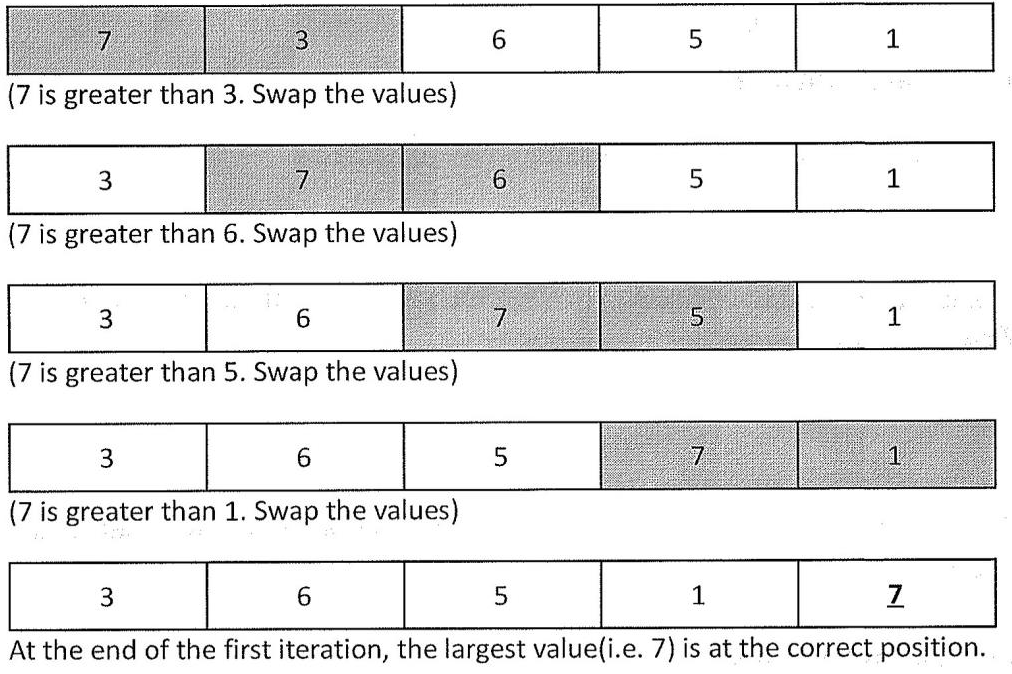 7 3 6 5 1
(7 is greater than 3. Swap the values)
3 7 6 5 1
(7 is greater than 6. Swap the values)
3 6 7 5 1
(7 is greater than 5. Swap the values)
3 6 5 7 1
(7 is greater than 1. Swap the values)
3 6 5 1 7
At the end of the first iteration, the largest value(i.e. 7) is at the correct position.